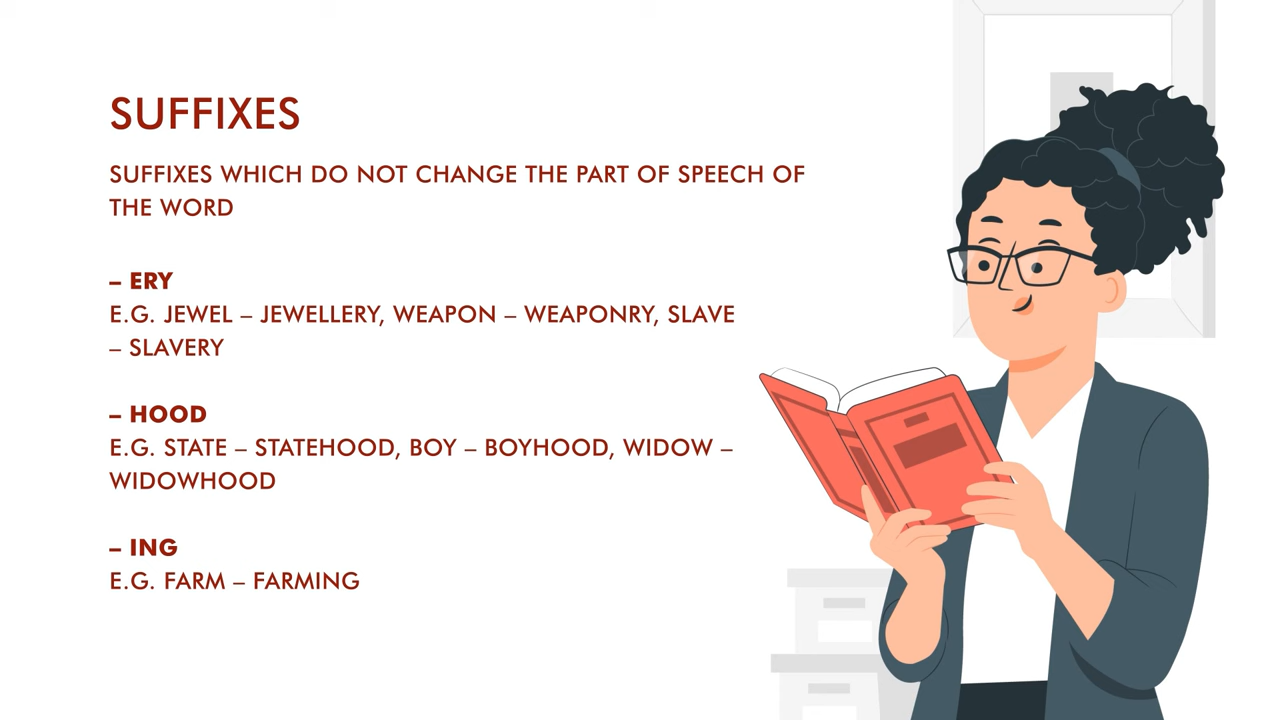 SUFFIXES
SUFFIXES WHICH DO NOT CHANGE THE PART OF SPEECH OF
THE WORD
– ERY
E.G. JEWEL – JEWELLERY, WEAPON – WEAPONRY, SLAVE
– SLAVERY
– HOOD
E.G. STATE – STATEHOOD, BOY – BOYHOOD, WIDOW –
WIDOWHOOD
– ING
E.G. FARM – FARMING